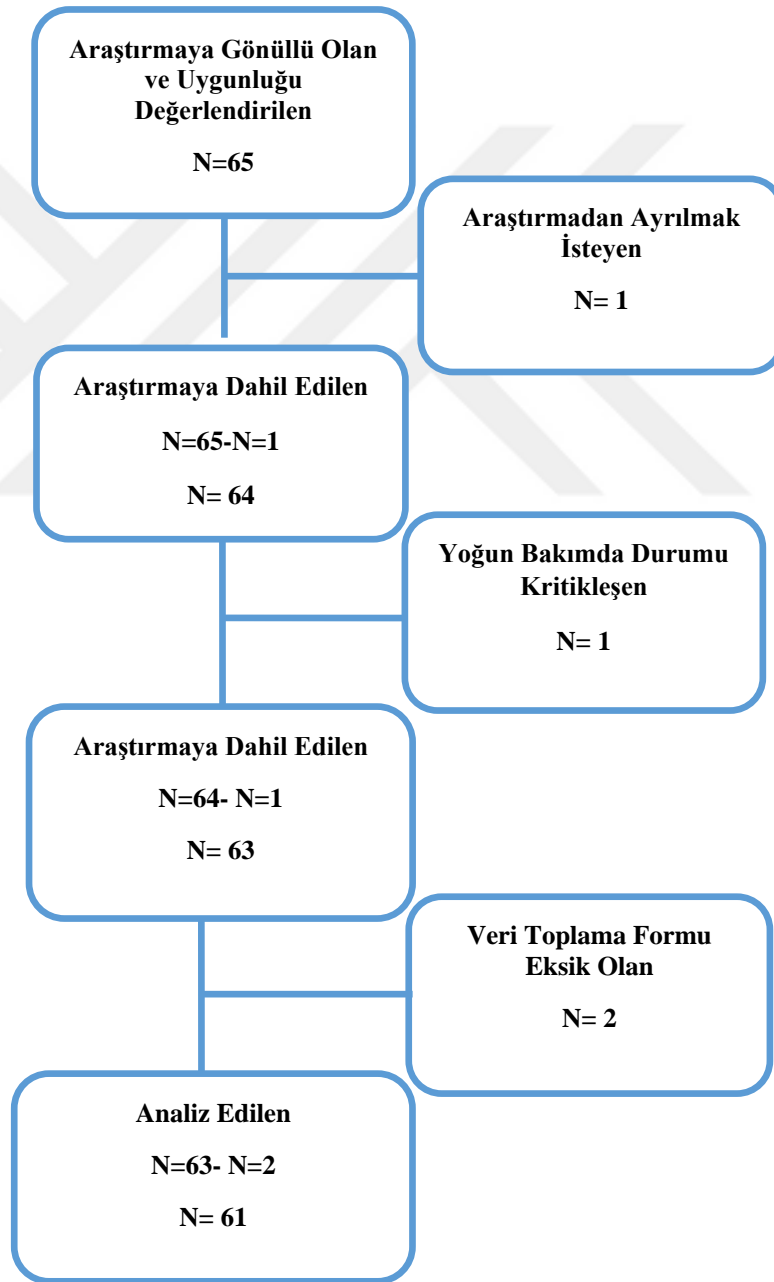 Araştırmaya Gönüllü Olan
ve Uygunluğu
Değerlendirilen
N=65
Araştırmadan Ayrılmak
İsteyen
N= 1
Araştırmaya Dahil Edilen
N=65-N=1
N= 64
Yoğun Bakımda Durumu
Kritikleşen
N= 1
Araştırmaya Dahil Edilen
N=64- N=1
N= 63
Veri Toplama Formu
Eksik Olan
N= 2
Analiz Edilen
N=63- N=2
N= 61